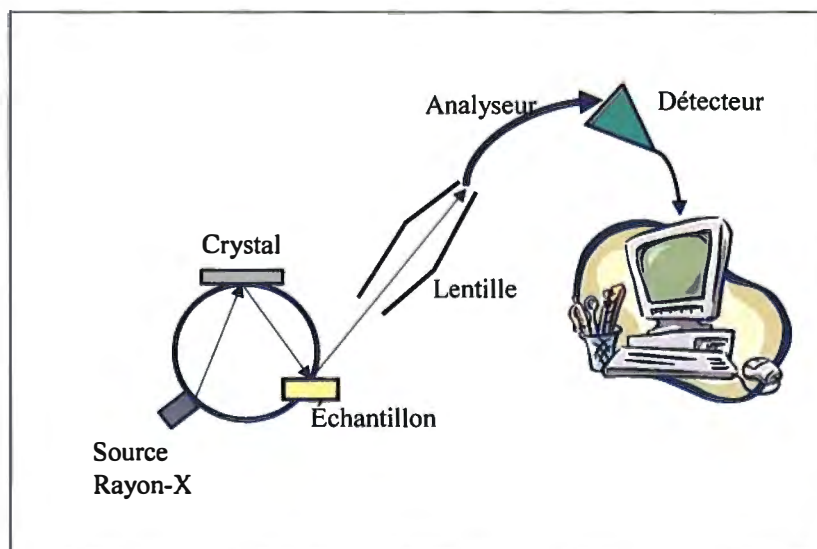 Analyseur
Détecteur
Crystal
Lentille
Échantillon
Source
Rayon-X